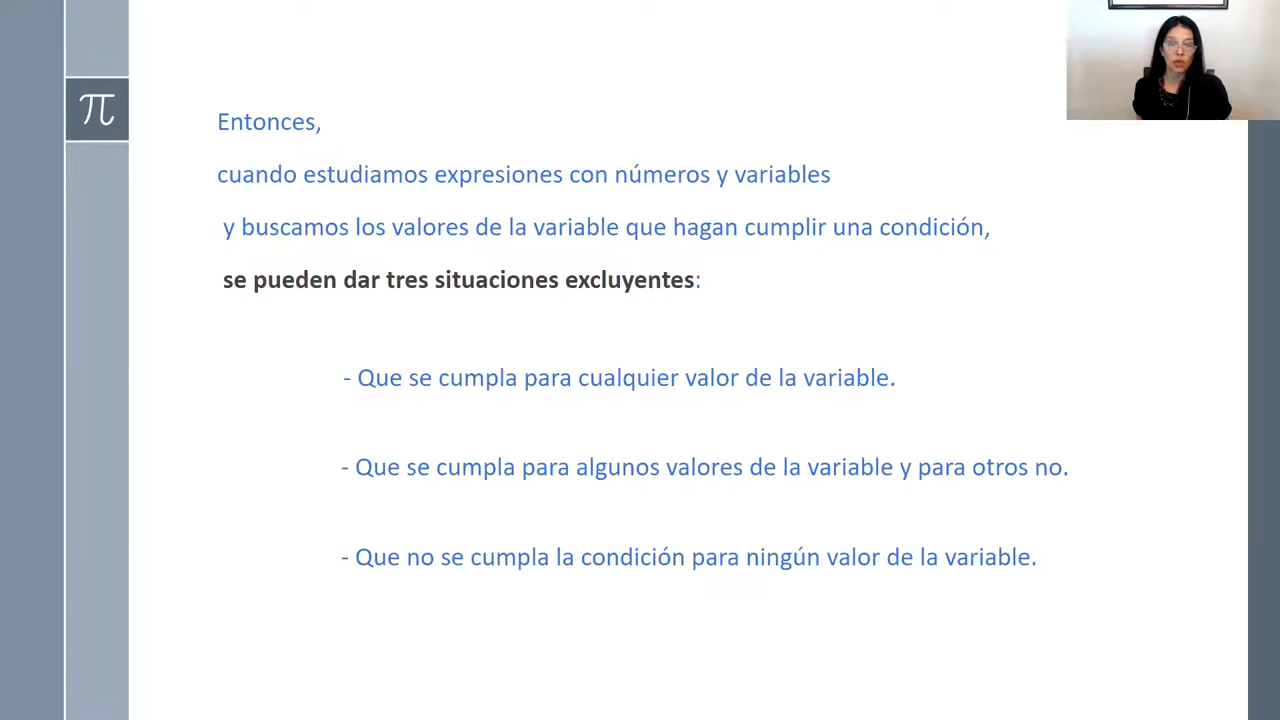 π
Entonces,
cuando estudiamos expresiones con números y variables
y buscamos los valores de la variable que hagan cumplir una condición,
se pueden dar tres situaciones excluyentes:
- Que se cumpla para cualquier valor de la variable.
- Que se cumpla para algunos valores de la variable y para otros no.
- Que no se cumpla la condición para ningún valor de la variable.